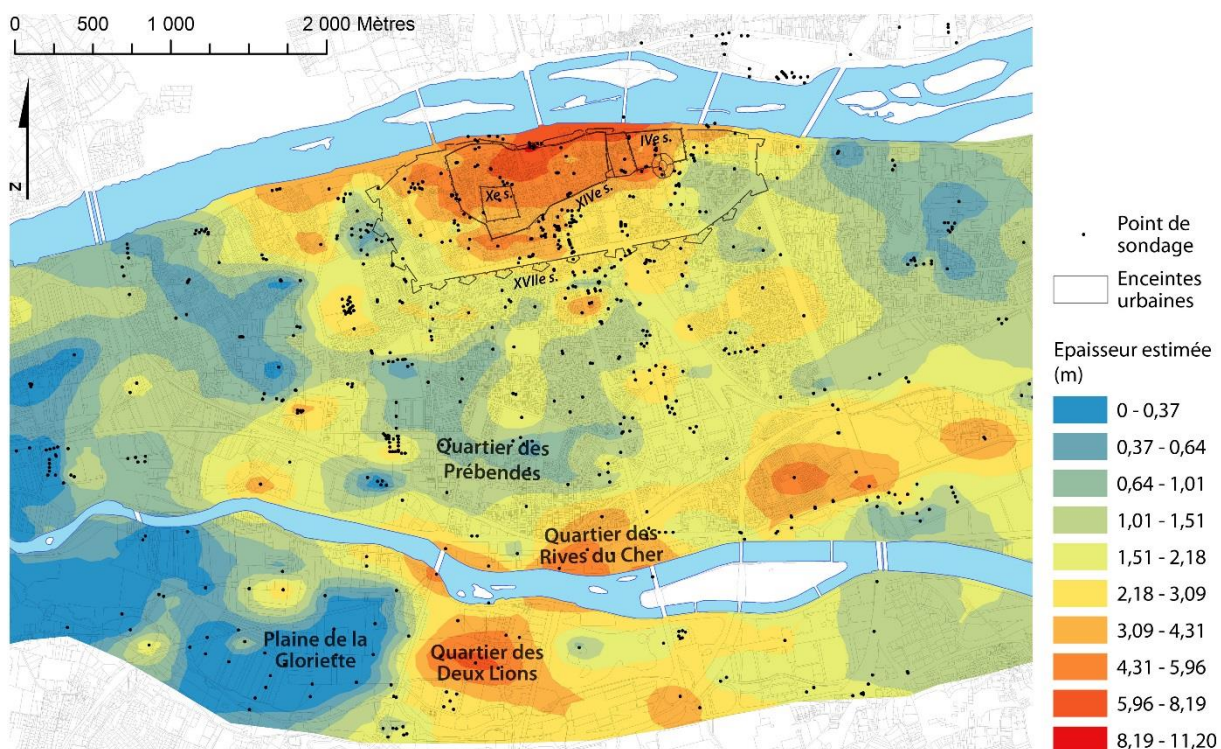 0 500 1 000 2 000 Mètres
N
IVe s.
Xe s.
XIVe s.
XVIIe s.
Quartier des
Prébendes
Quartier des
Rives du Cher
Plaine de la
Gloriette
Quartier des
Deux Lions
Point de
sondage
Enceintes
urbaines
Epaisseur estimée
(m)
0 - 0,37
0,37 - 0,64
0,64 - 1,01
1,01 - 1,51
1,51 - 2,18
2,18 - 3,09
3,09 - 4,31
4,31 - 5,96
5,96 - 8,19
8,19 - 11,20